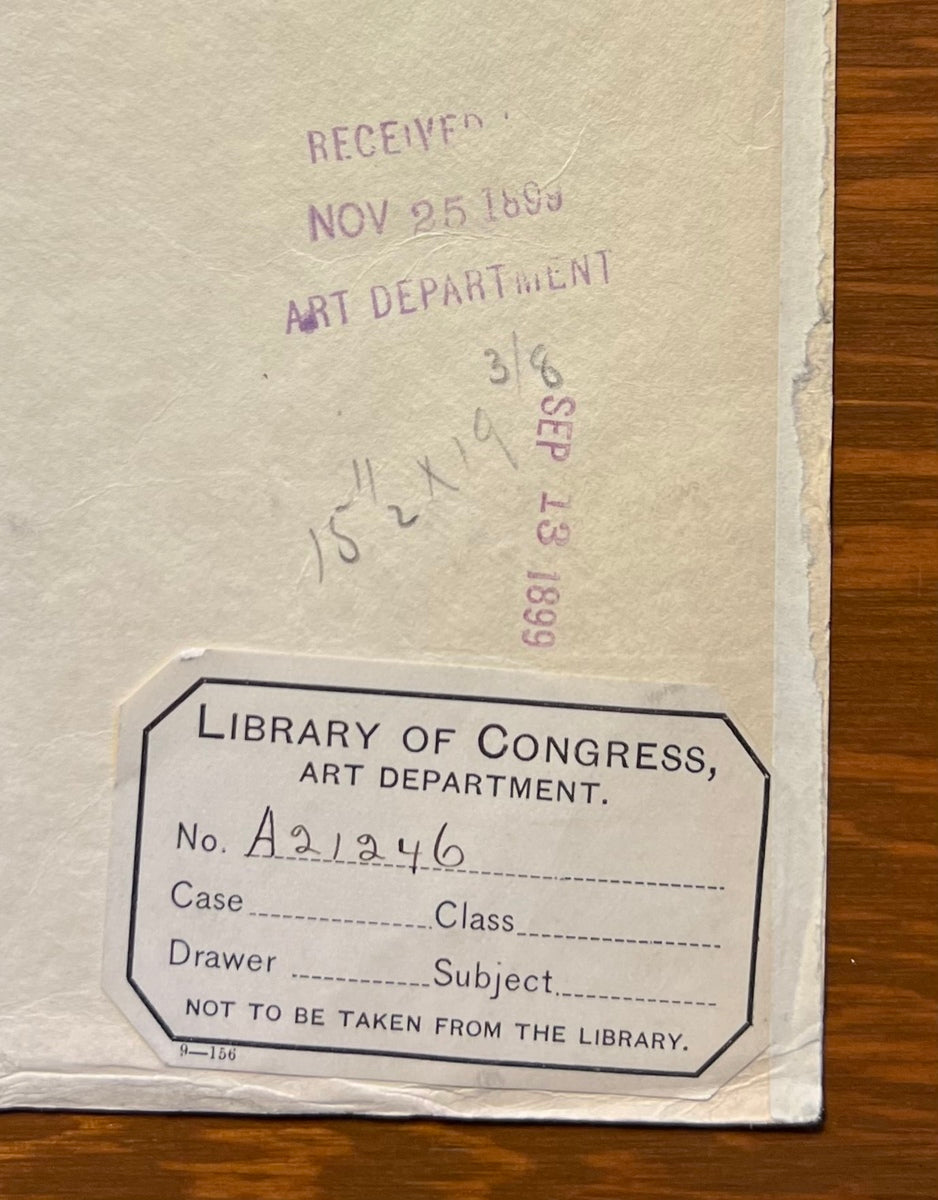 RECEIVED
NOV 25 1899
ART DEPARTMENT
15 1/2 x 19 3/8
SEP 13 1899
LIBRARY OF CONGRESS,
ART DEPARTMENT.
No. A21246
Case Class
Drawer Subject
NOT TO BE TAKEN FROM THE LIBRARY.
9—156